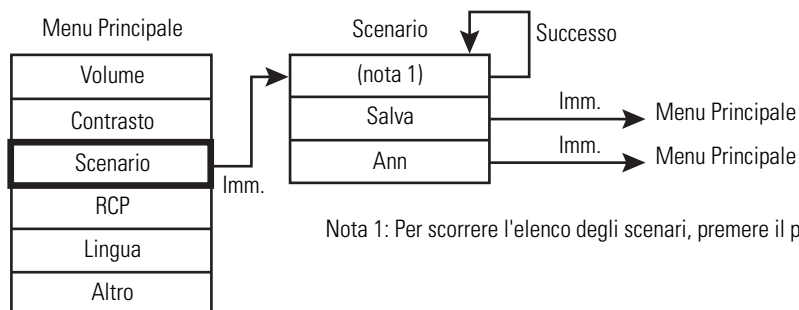 Menu Principale
Volume
Contrasto
Scenario
RCP
Lingua
Altro
Imm.
Scenario
Successo
(nota 1)
Salva
Ann
Imm.
Menu Principale
Imm.
Menu Principale
Nota 1: Per scorrere l'elenco degli scenari, premere il